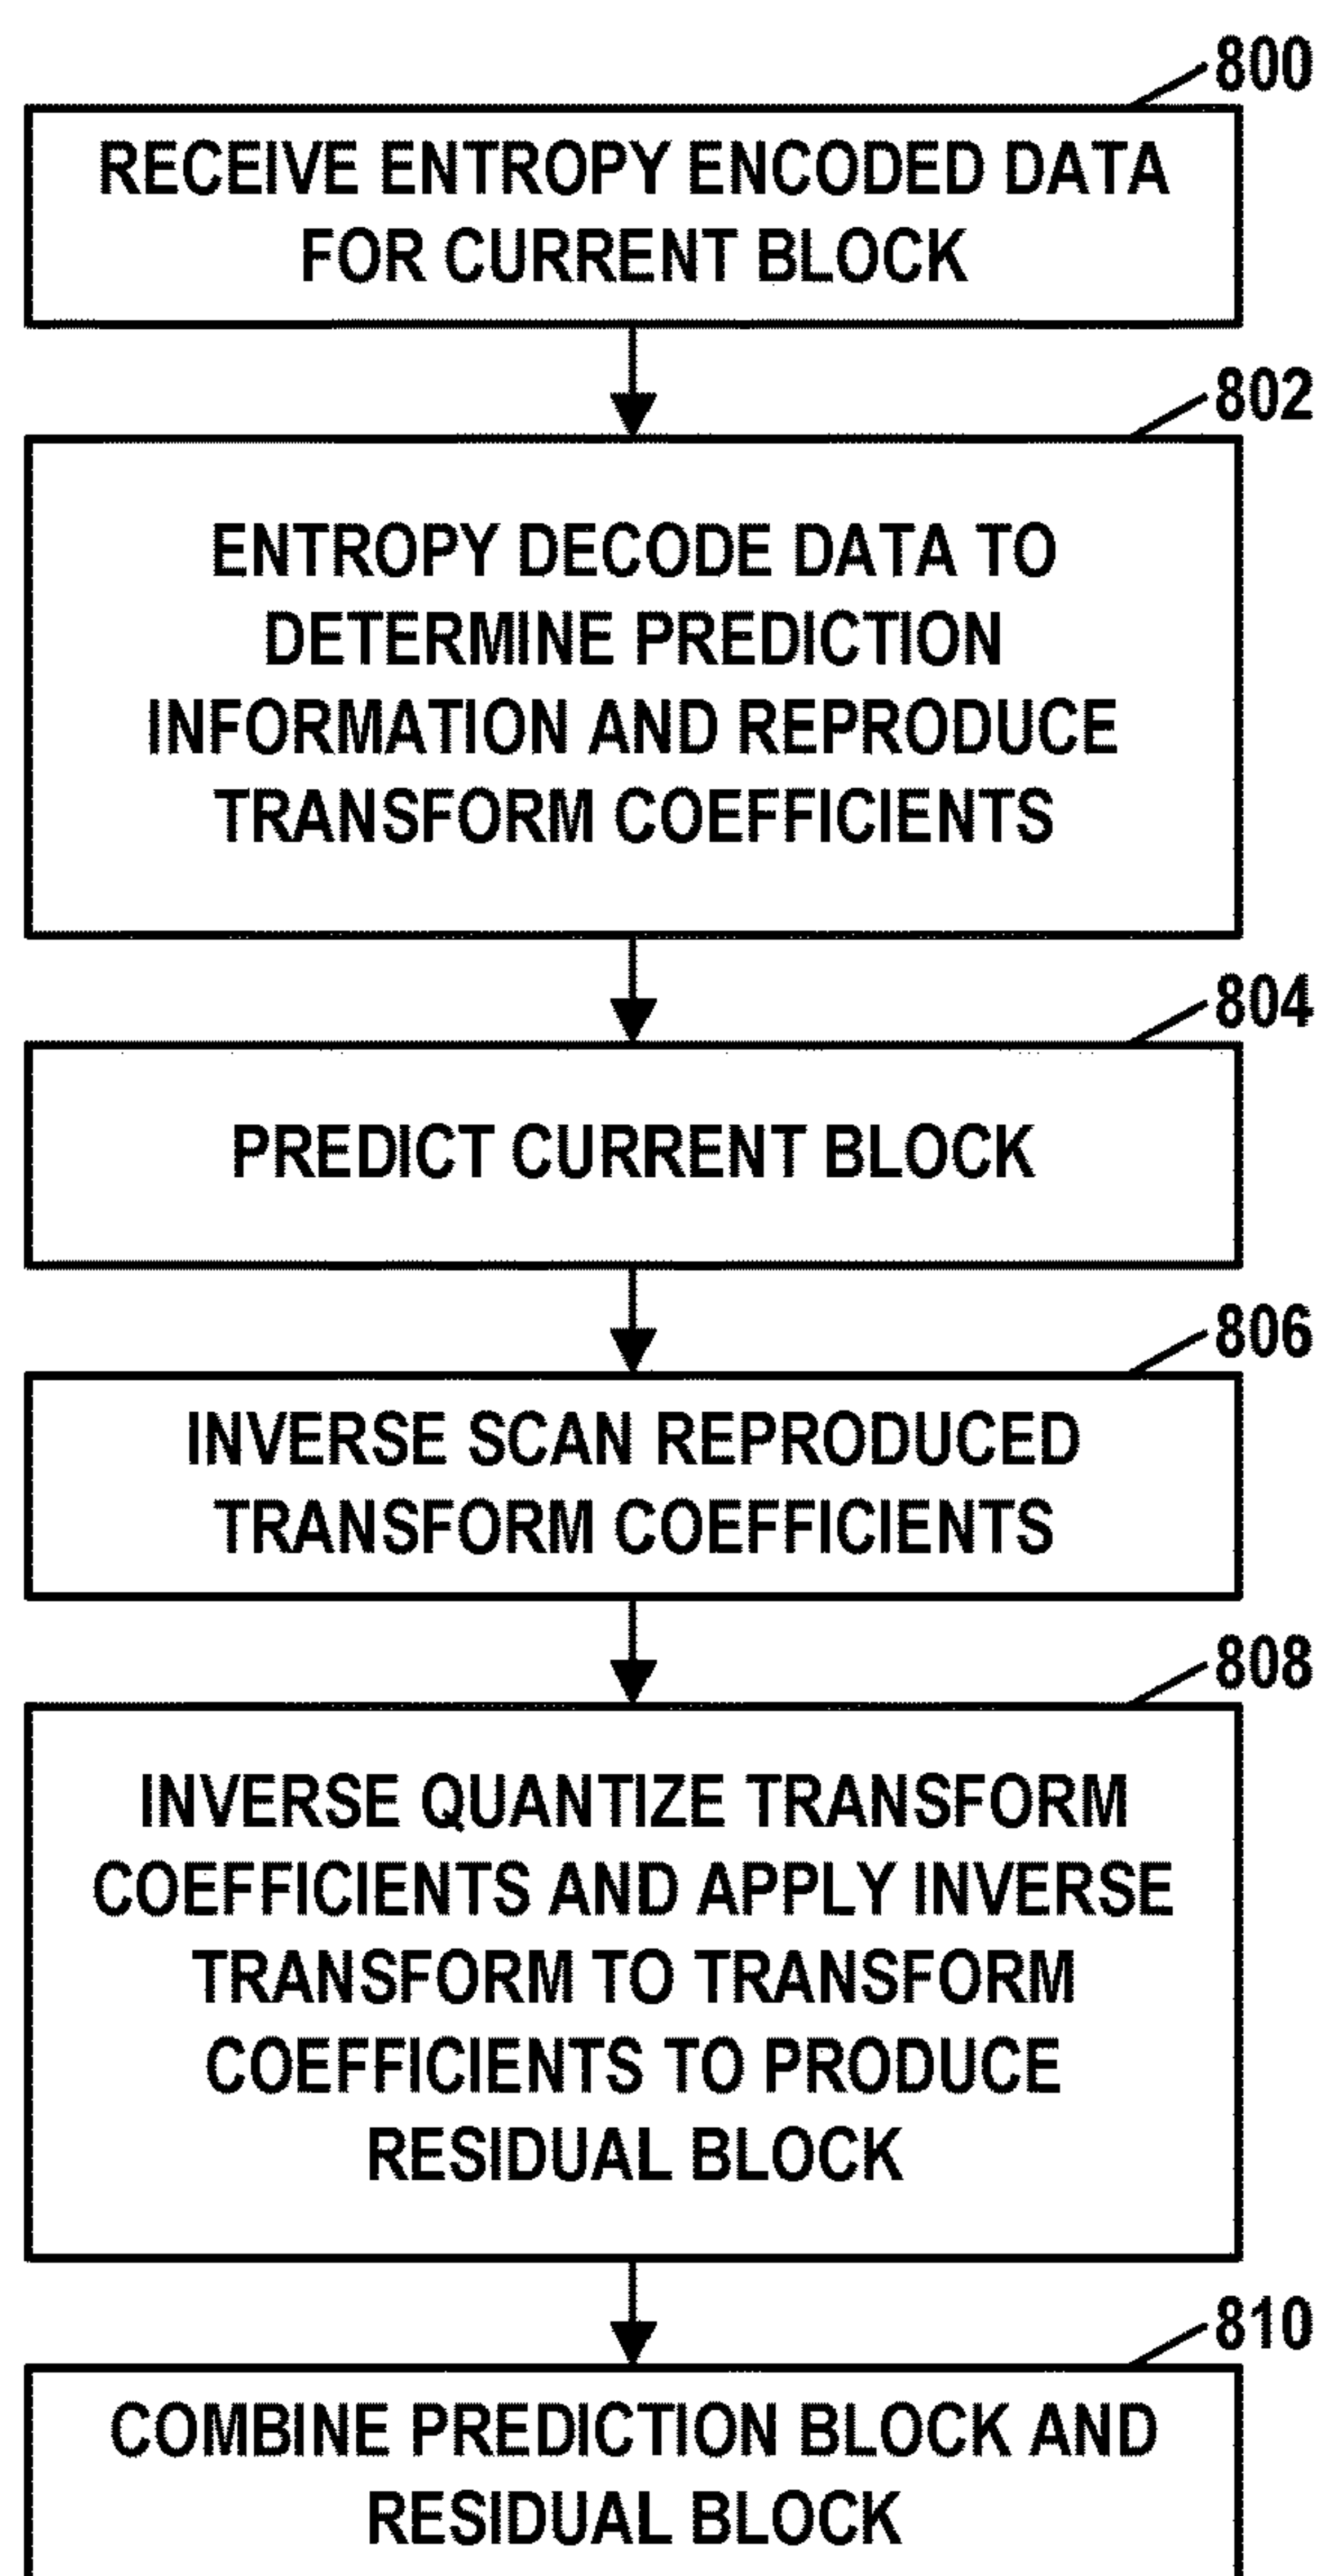 800
RECEIVE ENTROPY ENCODED DATA
FOR CURRENT BLOCK
802
ENTROPY DECODE DATA TO
DETERMINE PREDICTION
INFORMATION AND REPRODUCE
TRANSFORM COEFFICIENTS
804
PREDICT CURRENT BLOCK
806
INVERSE SCAN REPRODUCED
TRANSFORM COEFFICIENTS
808
INVERSE QUANTIZE TRANSFORM
COEFFICIENTS AND APPLY INVERSE
TRANSFORM TO TRANSFORM
COEFFICIENTS TO PRODUCE
RESIDUAL BLOCK
810
COMBINE PREDICTION BLOCK AND
RESIDUAL BLOCK